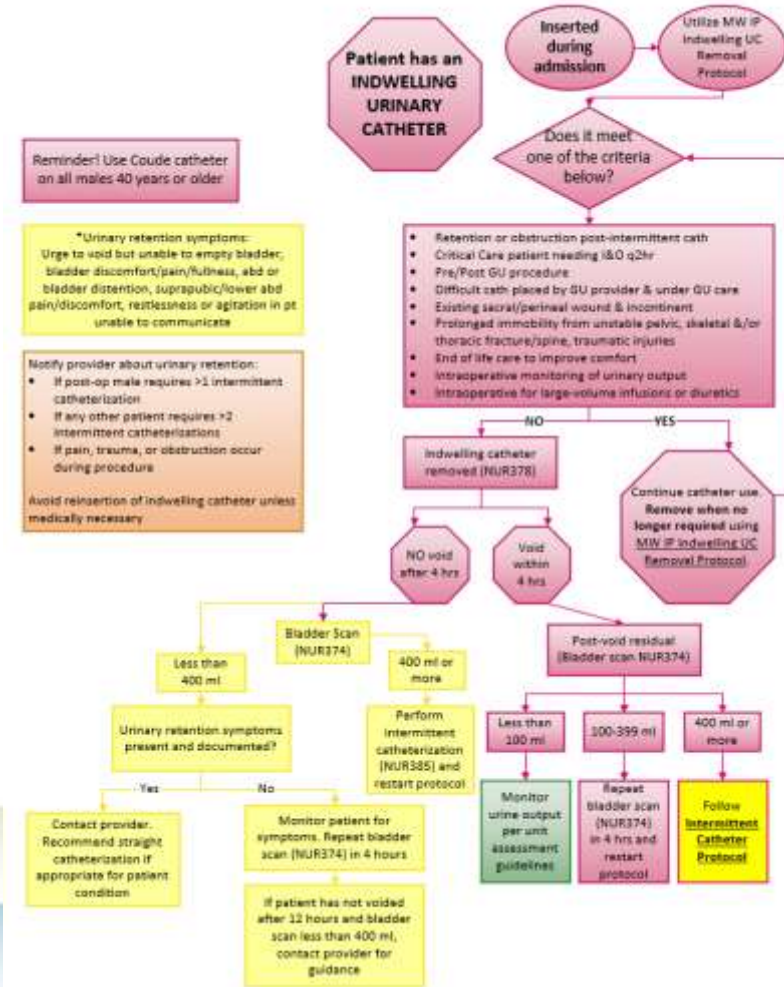 Patient has an
INDWELLING
URINARY
CATHETER
Inserted
during
admission
Utilize MW IP
Indwelling UC
Removal
Protocol
Does it meet
one of the criteria
below?
Reminder! Use Coude catheter
on all males 40 years or older
*Urinary retention symptoms:
Urge to void but unable to empty bladder,
bladder discomfort/pain/fullness, abd or
bladder distention, suprapubic/lower abd
pain/discomfort, restlessness or agitation in pt
unable to communicate
Notify provider about urinary retention:
• If post-op male requires >1 intermittent
catheterization
• If any other patient requires >2
intermittent catheterizations
• If pain, trauma, or obstruction occur
during procedure
Avoid reinsertion of indwelling catheter unless
medically necessary
• Retention or obstruction post-intermittent cath
• Critical Care patient needing I&O q2hr
• Pre/Post GU procedure
• Difficult cath placed by GU provider & under GU care
• Existing sacral/perineal wound & incontinent
• Prolonged immobility from unstable pelvic, skeletal &/or
thoracic fracture/spine, traumatic injuries
• End of life care to improve comfort
• Intraoperative monitoring of urinary output
• Intraoperative for large-volume infusions or diuretics
NO
YES
Indwelling catheter
removed (NUR378)
Continue catheter use.
Remove when no
longer required using
MW IP Indwelling UC
Removal Protocol
NO void
after 4 hrs
Void
within
4 hrs
Bladder Scan
(NUR374)
Less than
400 ml
400 ml or
more
Urinary retention symptoms
present and documented?
Perform
intermittent
catheterization
(NUR385) and
restart protocol
Yes
No
Contact provider.
Recommend straight
catheterization if
appropriate for patient
condition
Monitor patient for
symptoms. Repeat bladder
scan (NUR374) in 4 hours
If patient has not voided
after 12 hours and bladder
scan less than 400 ml,
contact provider for
guidance
Post-void residual
(Bladder scan NUR374)
Less than
100 ml
100-399 ml
400 ml or
more
Monitor
urine output
per unit
assessment
guidelines
Repeat
bladder scan
(NUR374)
in 4 hrs and
restart
protocol
Follow
Intermittent
Catheter
Protocol